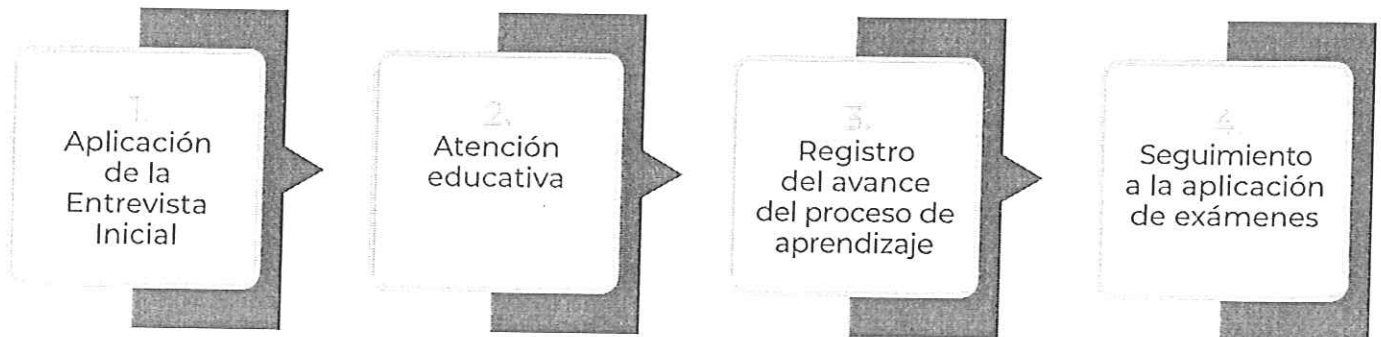 1.
Aplicación
de la
Entrevista
Inicial
2.
Atención
educativa
3.
Registro
del avance
del proceso de
aprendizaje
4.
Seguimiento
a la aplicación
de exámenes